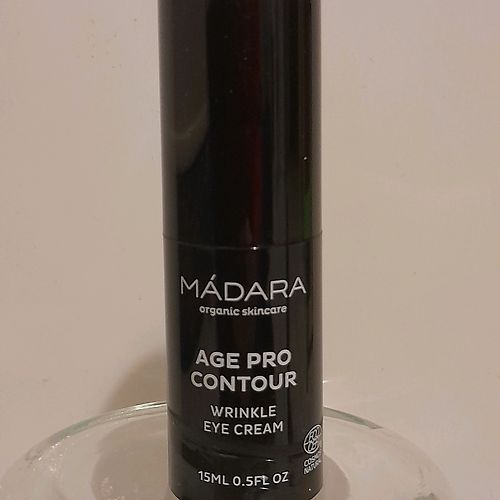 MÁDARA
organic skincare
AGE PRO
CONTOUR
WRINKLE
EYE CREAM
15ML 0.5FL OZ